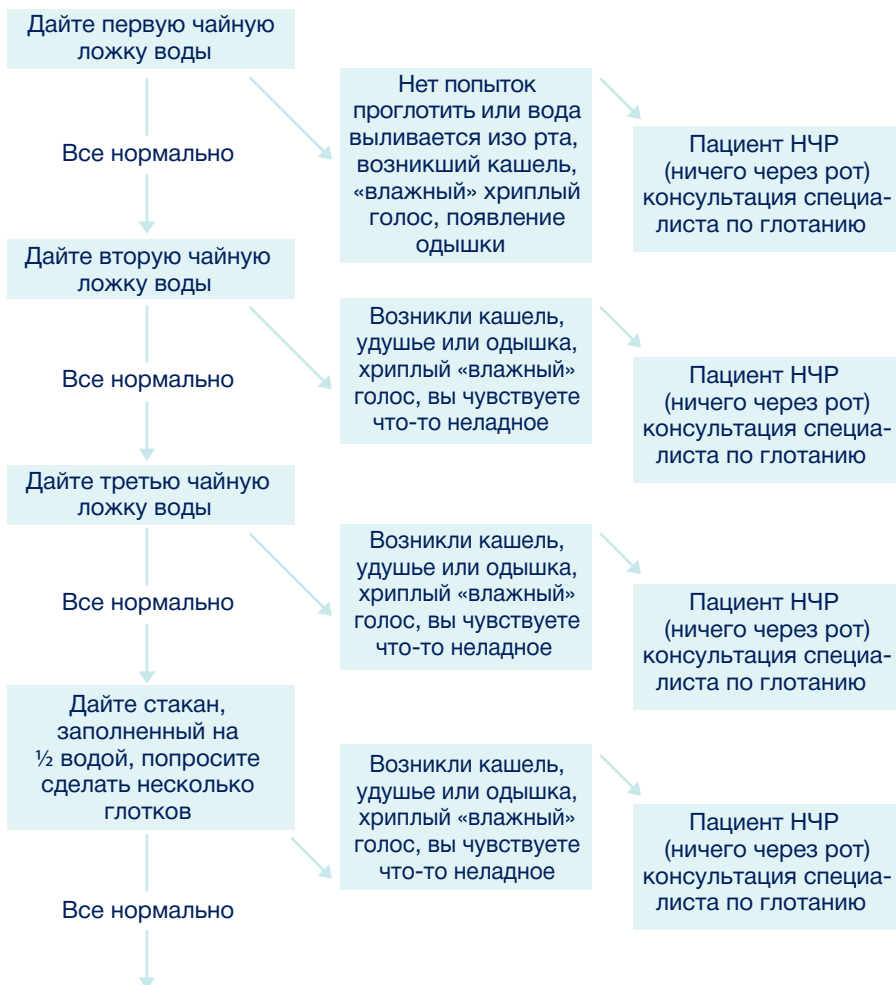 Дайте первую чайную
ложку воды
Нет попыток
проглотить или вода
выливается изо рта,
возникший кашель,
«влажный» хриплый
голос, появление
одышки
Пациент НЧР
(ничего через рот)
консультация специа-
листа по глотанию
Все нормально
Дайте вторую чайную
ложку воды
Возникли кашель,
удушье или одышка,
хриплый «влажный»
голос, вы чувствуете
что-то неладное
Пациент НЧР
(ничего через рот)
консультация специа-
листа по глотанию
Все нормально
Дайте третью чайную
ложку воды
Возникли кашель,
удушье или одышка,
хриплый «влажный»
голос, вы чувствуете
что-то неладное
Пациент НЧР
(ничего через рот)
консультация специа-
листа по глотанию
Все нормально
Дайте стакан,
заполненный на
½ водой, попросите
сделать несколько
глотков
Возникли кашель,
удушье или одышка,
хриплый «влажный»
голос, вы чувствуете
что-то неладное
Пациент НЧР
(ничего через рот)
консультация специа-
листа по глотанию
Все нормально